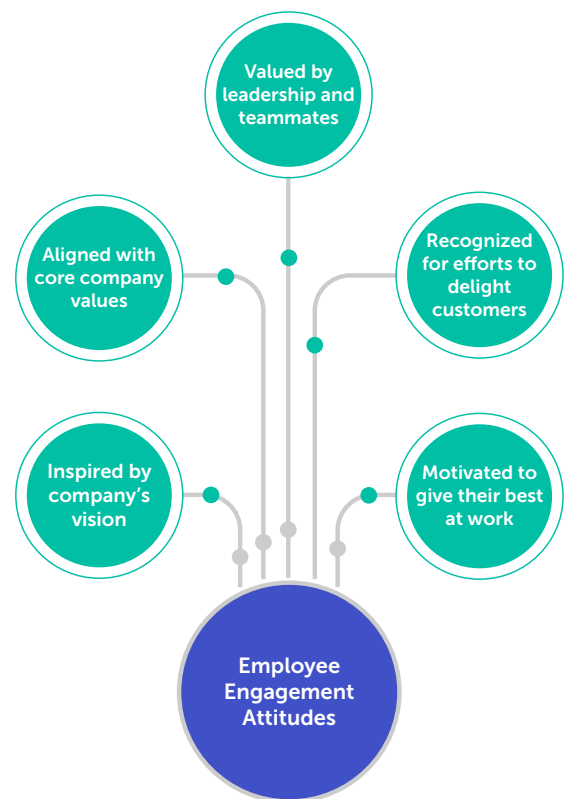 Valued by
leadership and
teammates
Aligned with
core company
values
Recognized
for efforts to
delight
customers
Inspired by
company's
vision
Motivated to
give their best
at work
Employee
Engagement
Attitudes